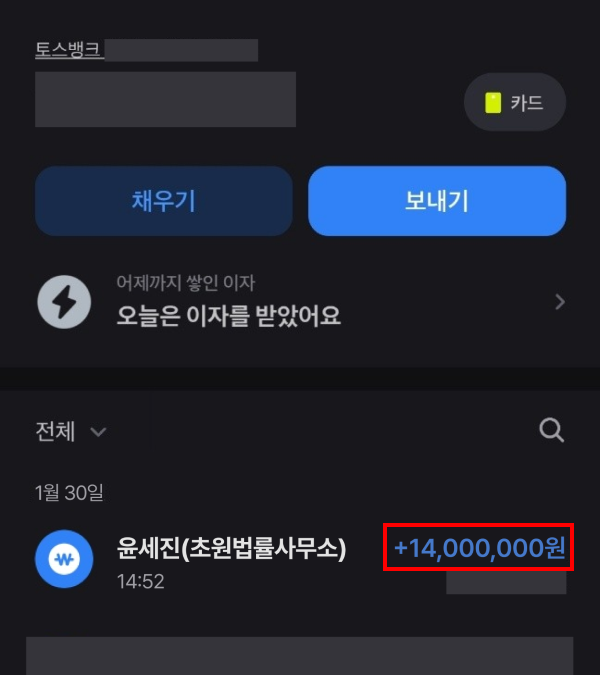 토스뱅크
카드
채우기
보내기
어제까지 쌓인 이자
오늘은 이자를 받았어요
전체
1월 30일
윤세진(초원법률사무소)
+14,000,000원
14:52